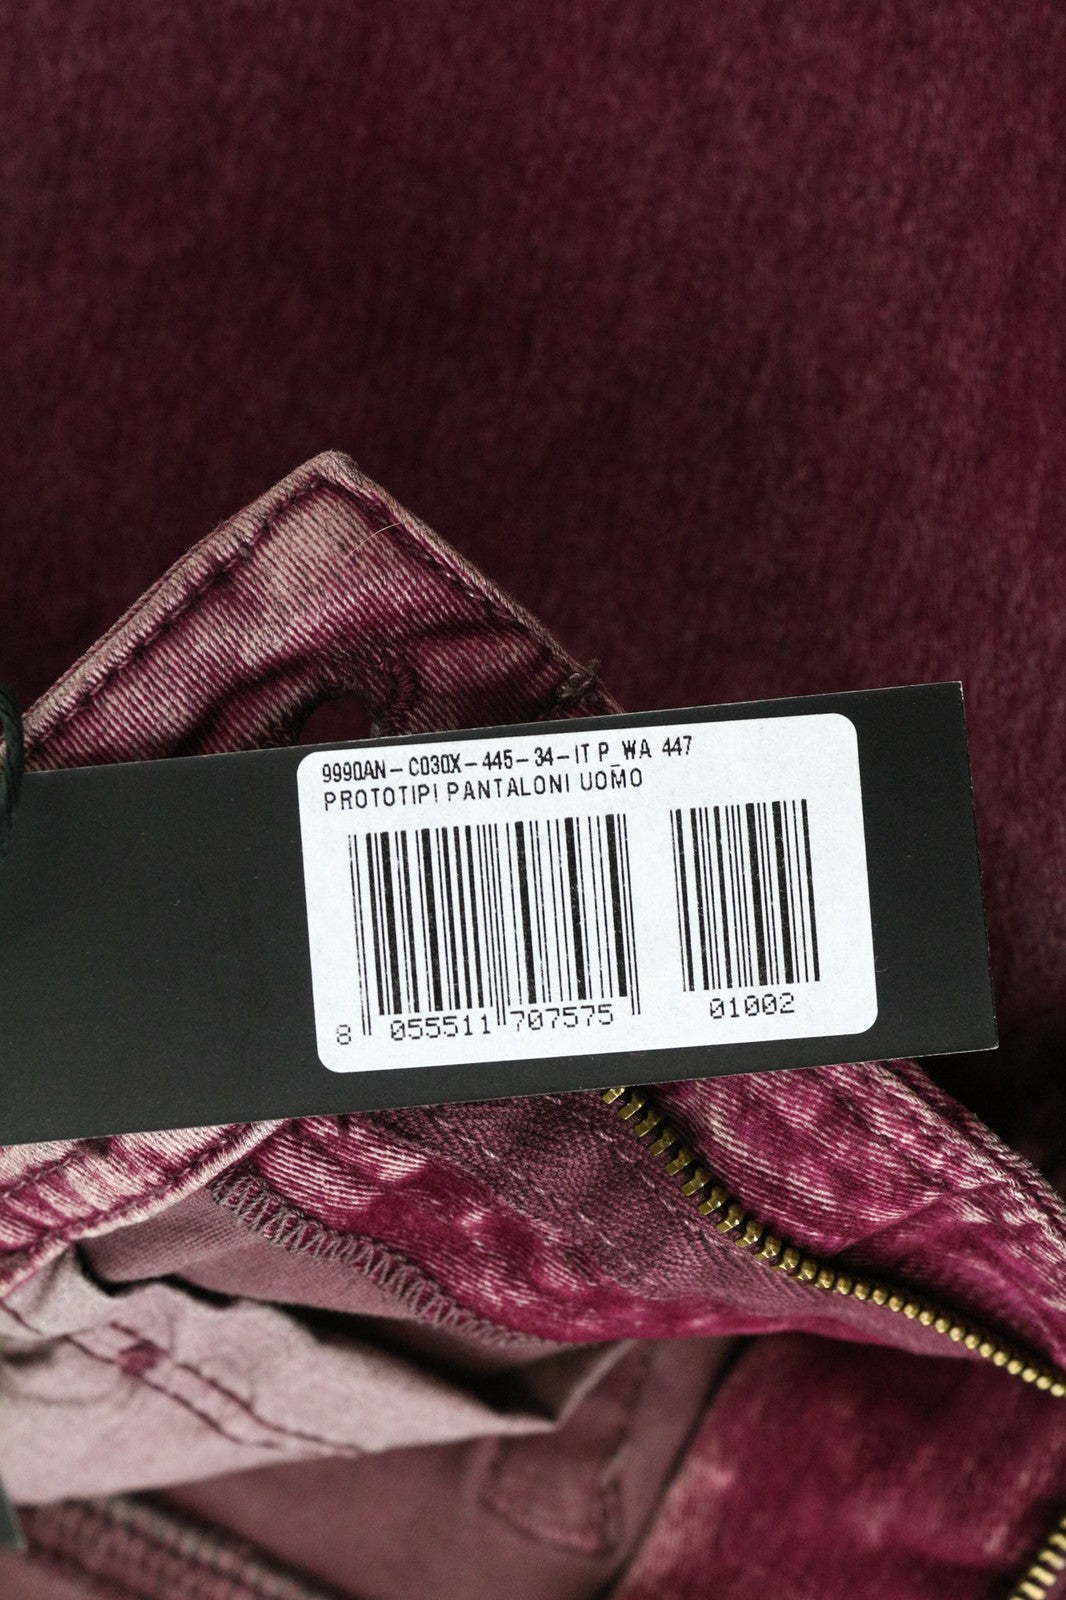 9990AN-C030X-445-34-IT P_WA 447
PROTOTIPI PANTALONI UOMO
8 055511 707575
01002